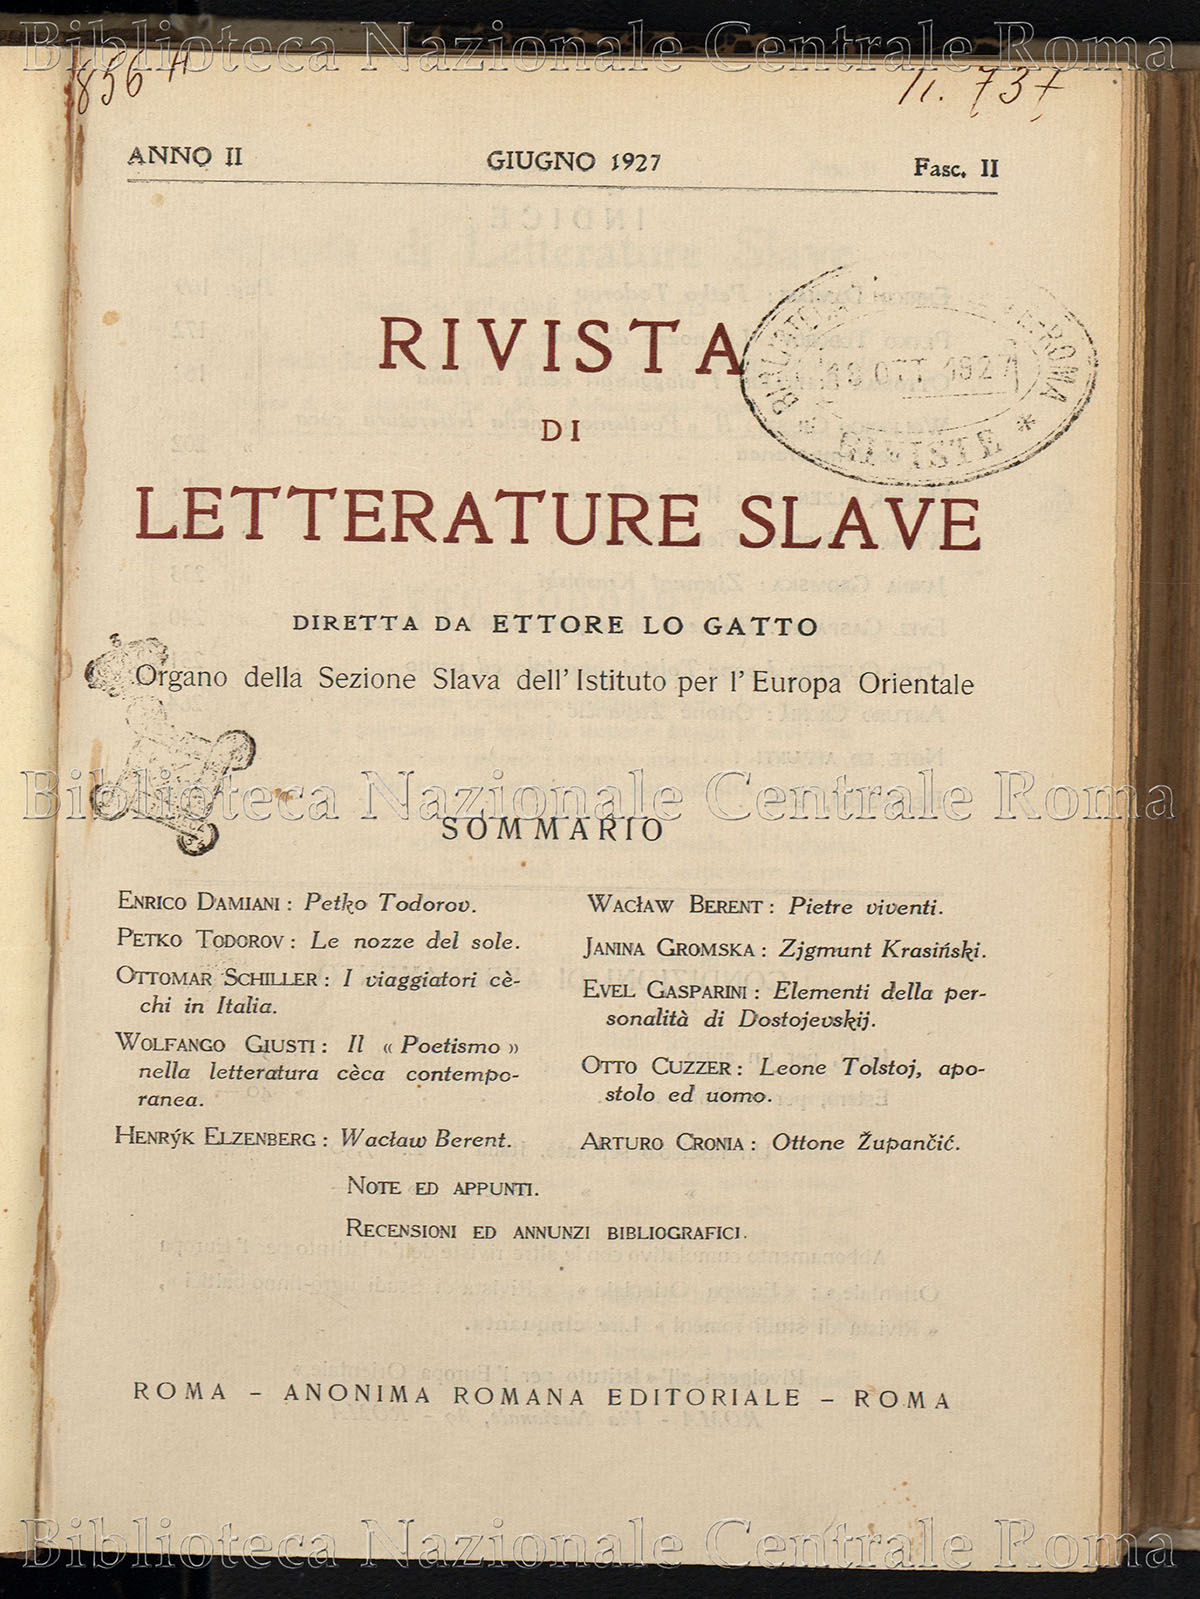 Biblioteca Nazionale Centrale Roma
856 A
11. 737
ANNO II GIUGNO 1927 Fasc. II
RIVISTA
DI
LETTERATURE SLAVE
18 OTT 1927
RIVISTE *
DIRETTA DA ETTORE LO GATTO
Organo della Sezione Slava dell'Istituto per l'Europa Orientale
Biblioteca Nazionale Centrale Roma
SOMMARIO
ENRICO DAMIANI : Petko Todorov.
PETKO TODOROV : Le nozze del sole.
OTTOMAR SCHILLER : I viaggiatori cè-
chi in Italia.
WOLFANGO GIUSTI : Il « Poetismo »
nella letteratura cèca contempo-
ranea.
HENRÝK ELZENBERG : Wacław Berent.
WACŁAW BERENT : Pietre viventi.
JANINA GROMSKA : Zjgmunt Krasiński.
EVEL GASPARINI : Elementi della per-
sonalità di Dostojevskij.
OTTO CUZZER : Leone Tolstoj, apo-
stolo ed uomo.
ARTURO CRONIA : Ottone Župančić.
NOTE ED APPUNTI.
RECENSIONI ED ANNUNZI BIBLIOGRAFICI.
ROMA - ANONIMA ROMANA EDITORIALE - ROMA
Biblioteca Nazionale Centrale Roma